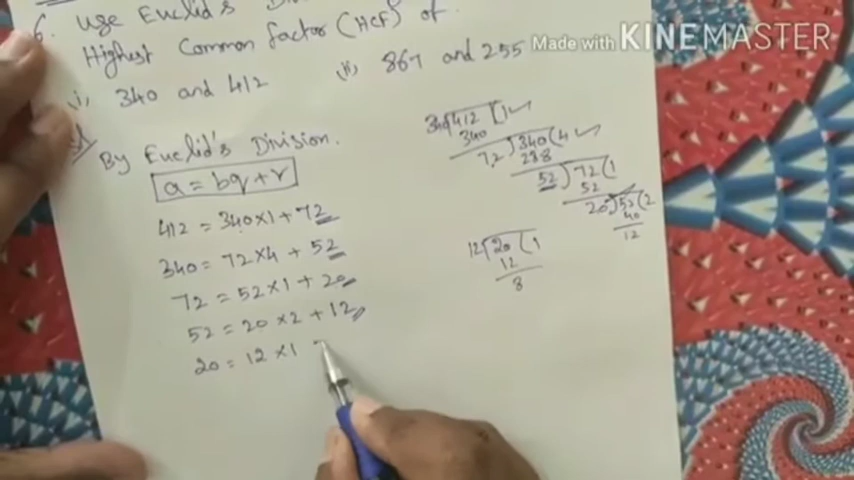 6. Use Euclid's
Highest Common factor (HCF) of
(i) 340 and 412 (ii) 867 and 255
Made with KINEMASTER
By Euclid's Division.
a = bq + r
412 = 340 × 1 + 72
340 = 72 × 4 + 52
72 = 52 × 1 + 20
52 = 20 × 2 + 12
20 = 12 × 1
340) 412 (1
340
72) 340 (4
288
52) 72 (1
52
20) 52 (2
40
12
12) 20 (1
12
8